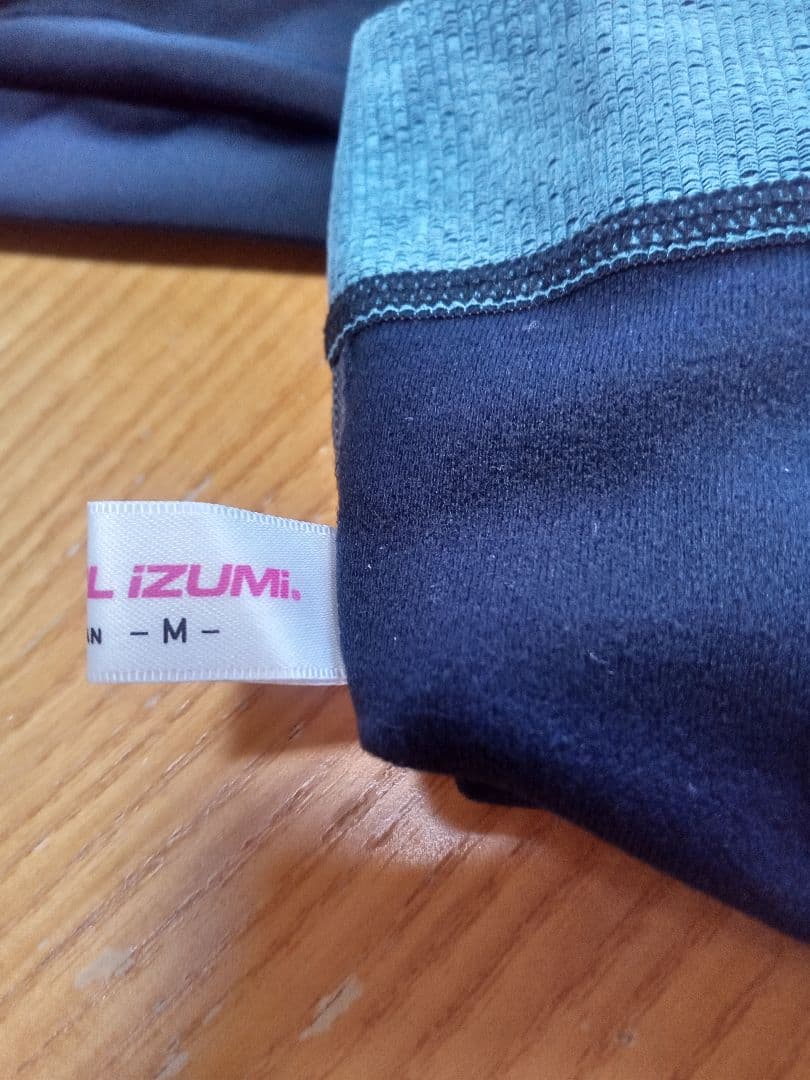 L iZUMi.
AN - M -